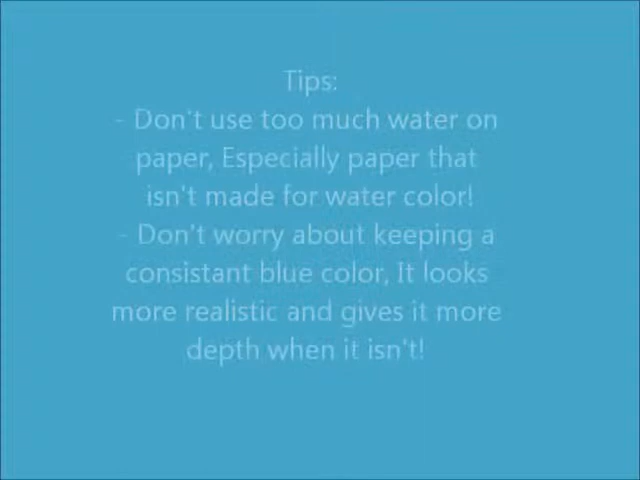 Tips:
- Don't use too much water on
paper, Especially paper that
isn't made for water color!
- Don't worry about keeping a
consistant blue color, It looks
more realistic and gives it more
depth when it isn't!